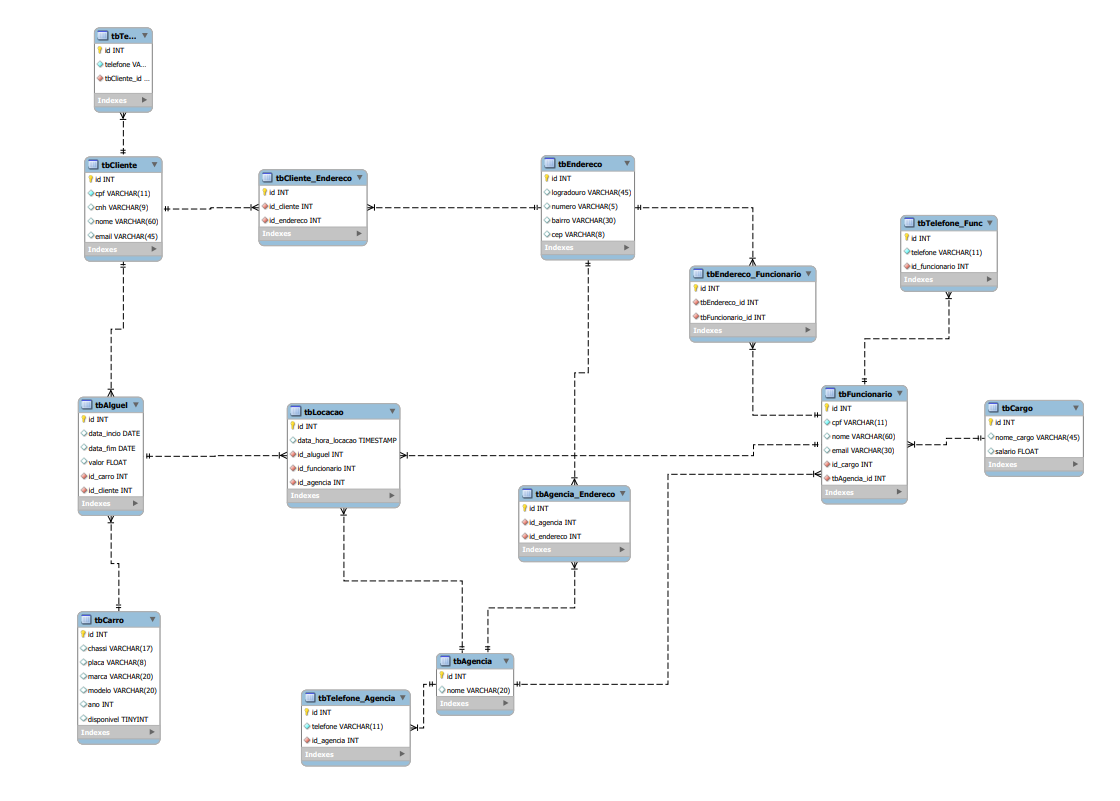 tbTe...
id INT
telefone VA...
tbCliente_id ...
Indexes
tbCliente
id INT
cpf VARCHAR(11)
cnh VARCHAR(9)
nome VARCHAR(60)
email VARCHAR(45)
Indexes
tbCliente_Endereco
id INT
id_cliente INT
id_endereco INT
Indexes
tbEndereco
id INT
logradouro VARCHAR(45)
numero VARCHAR(5)
bairro VARCHAR(30)
cep VARCHAR(8)
Indexes
tbTelefone_Func
id INT
telefone VARCHAR(11)
id_funcionario INT
Indexes
tbEndereco_Funcionario
id INT
tbEndereco_id INT
tbFuncionario_id INT
Indexes
tbAlguel
id INT
data_incio DATE
data_fim DATE
valor FLOAT
id_carro INT
id_cliente INT
Indexes
tbLocacao
id INT
data_hora_locacao TIMESTAMP
id_aluguel INT
id_funcionario INT
id_agencia INT
Indexes
tbFuncionario
id INT
cpf VARCHAR(11)
nome VARCHAR(60)
email VARCHAR(30)
id_cargo INT
tbAgencia_id INT
Indexes
tbCargo
id INT
nome_cargo VARCHAR(45)
salario FLOAT
Indexes
tbAgencia_Endereco
id INT
id_agencia INT
id_endereco INT
Indexes
tbCarro
id INT
chassi VARCHAR(17)
placa VARCHAR(8)
marca VARCHAR(20)
modelo VARCHAR(20)
ano INT
disponivel TINYINT
Indexes
tbAgencia
id INT
nome VARCHAR(20)
Indexes
tbTelefone_Agencia
id INT
telefone VARCHAR(11)
id_agencia INT
Indexes